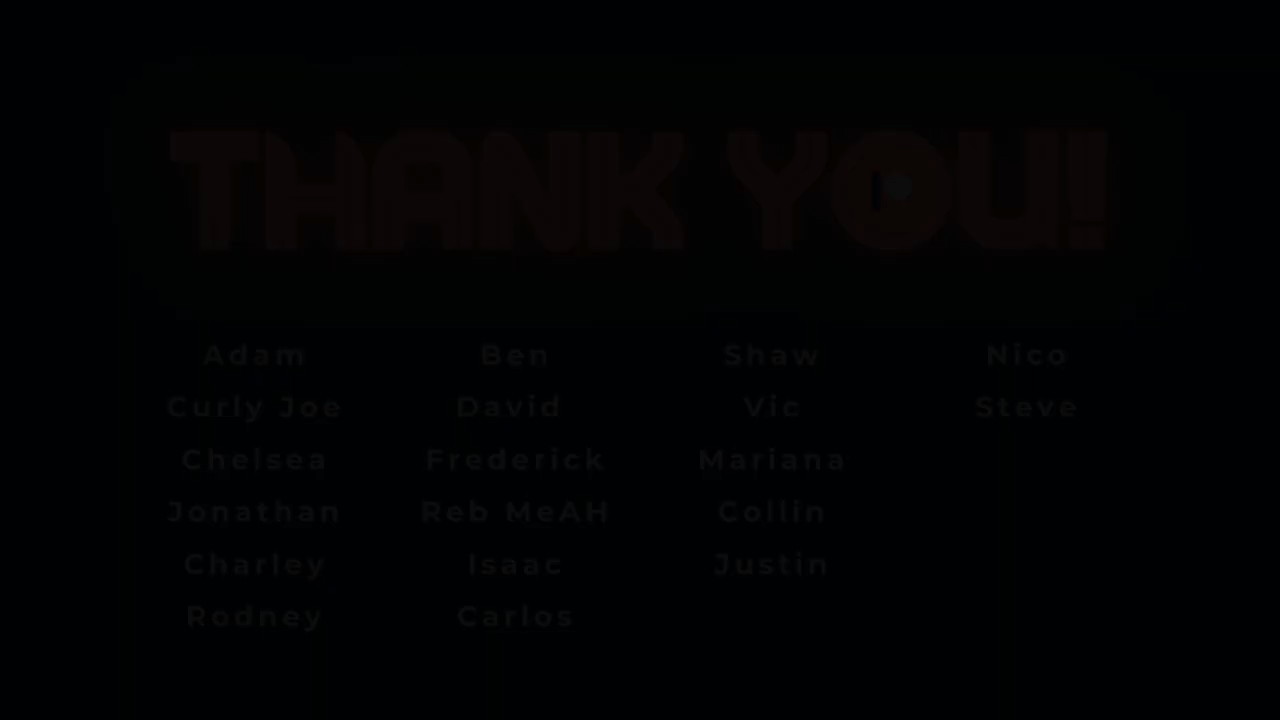 THANK YOU!
Adam Ben Shaw Nico
Curly Joe David Vic Steve
Chelsea Frederick Mariana
Jonathan Reb MeAH Collin
Charley Isaac Justin
Rodney Carlos